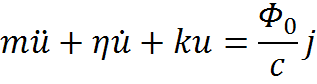 mü + ηu̇ + ku = Φ₀/c j